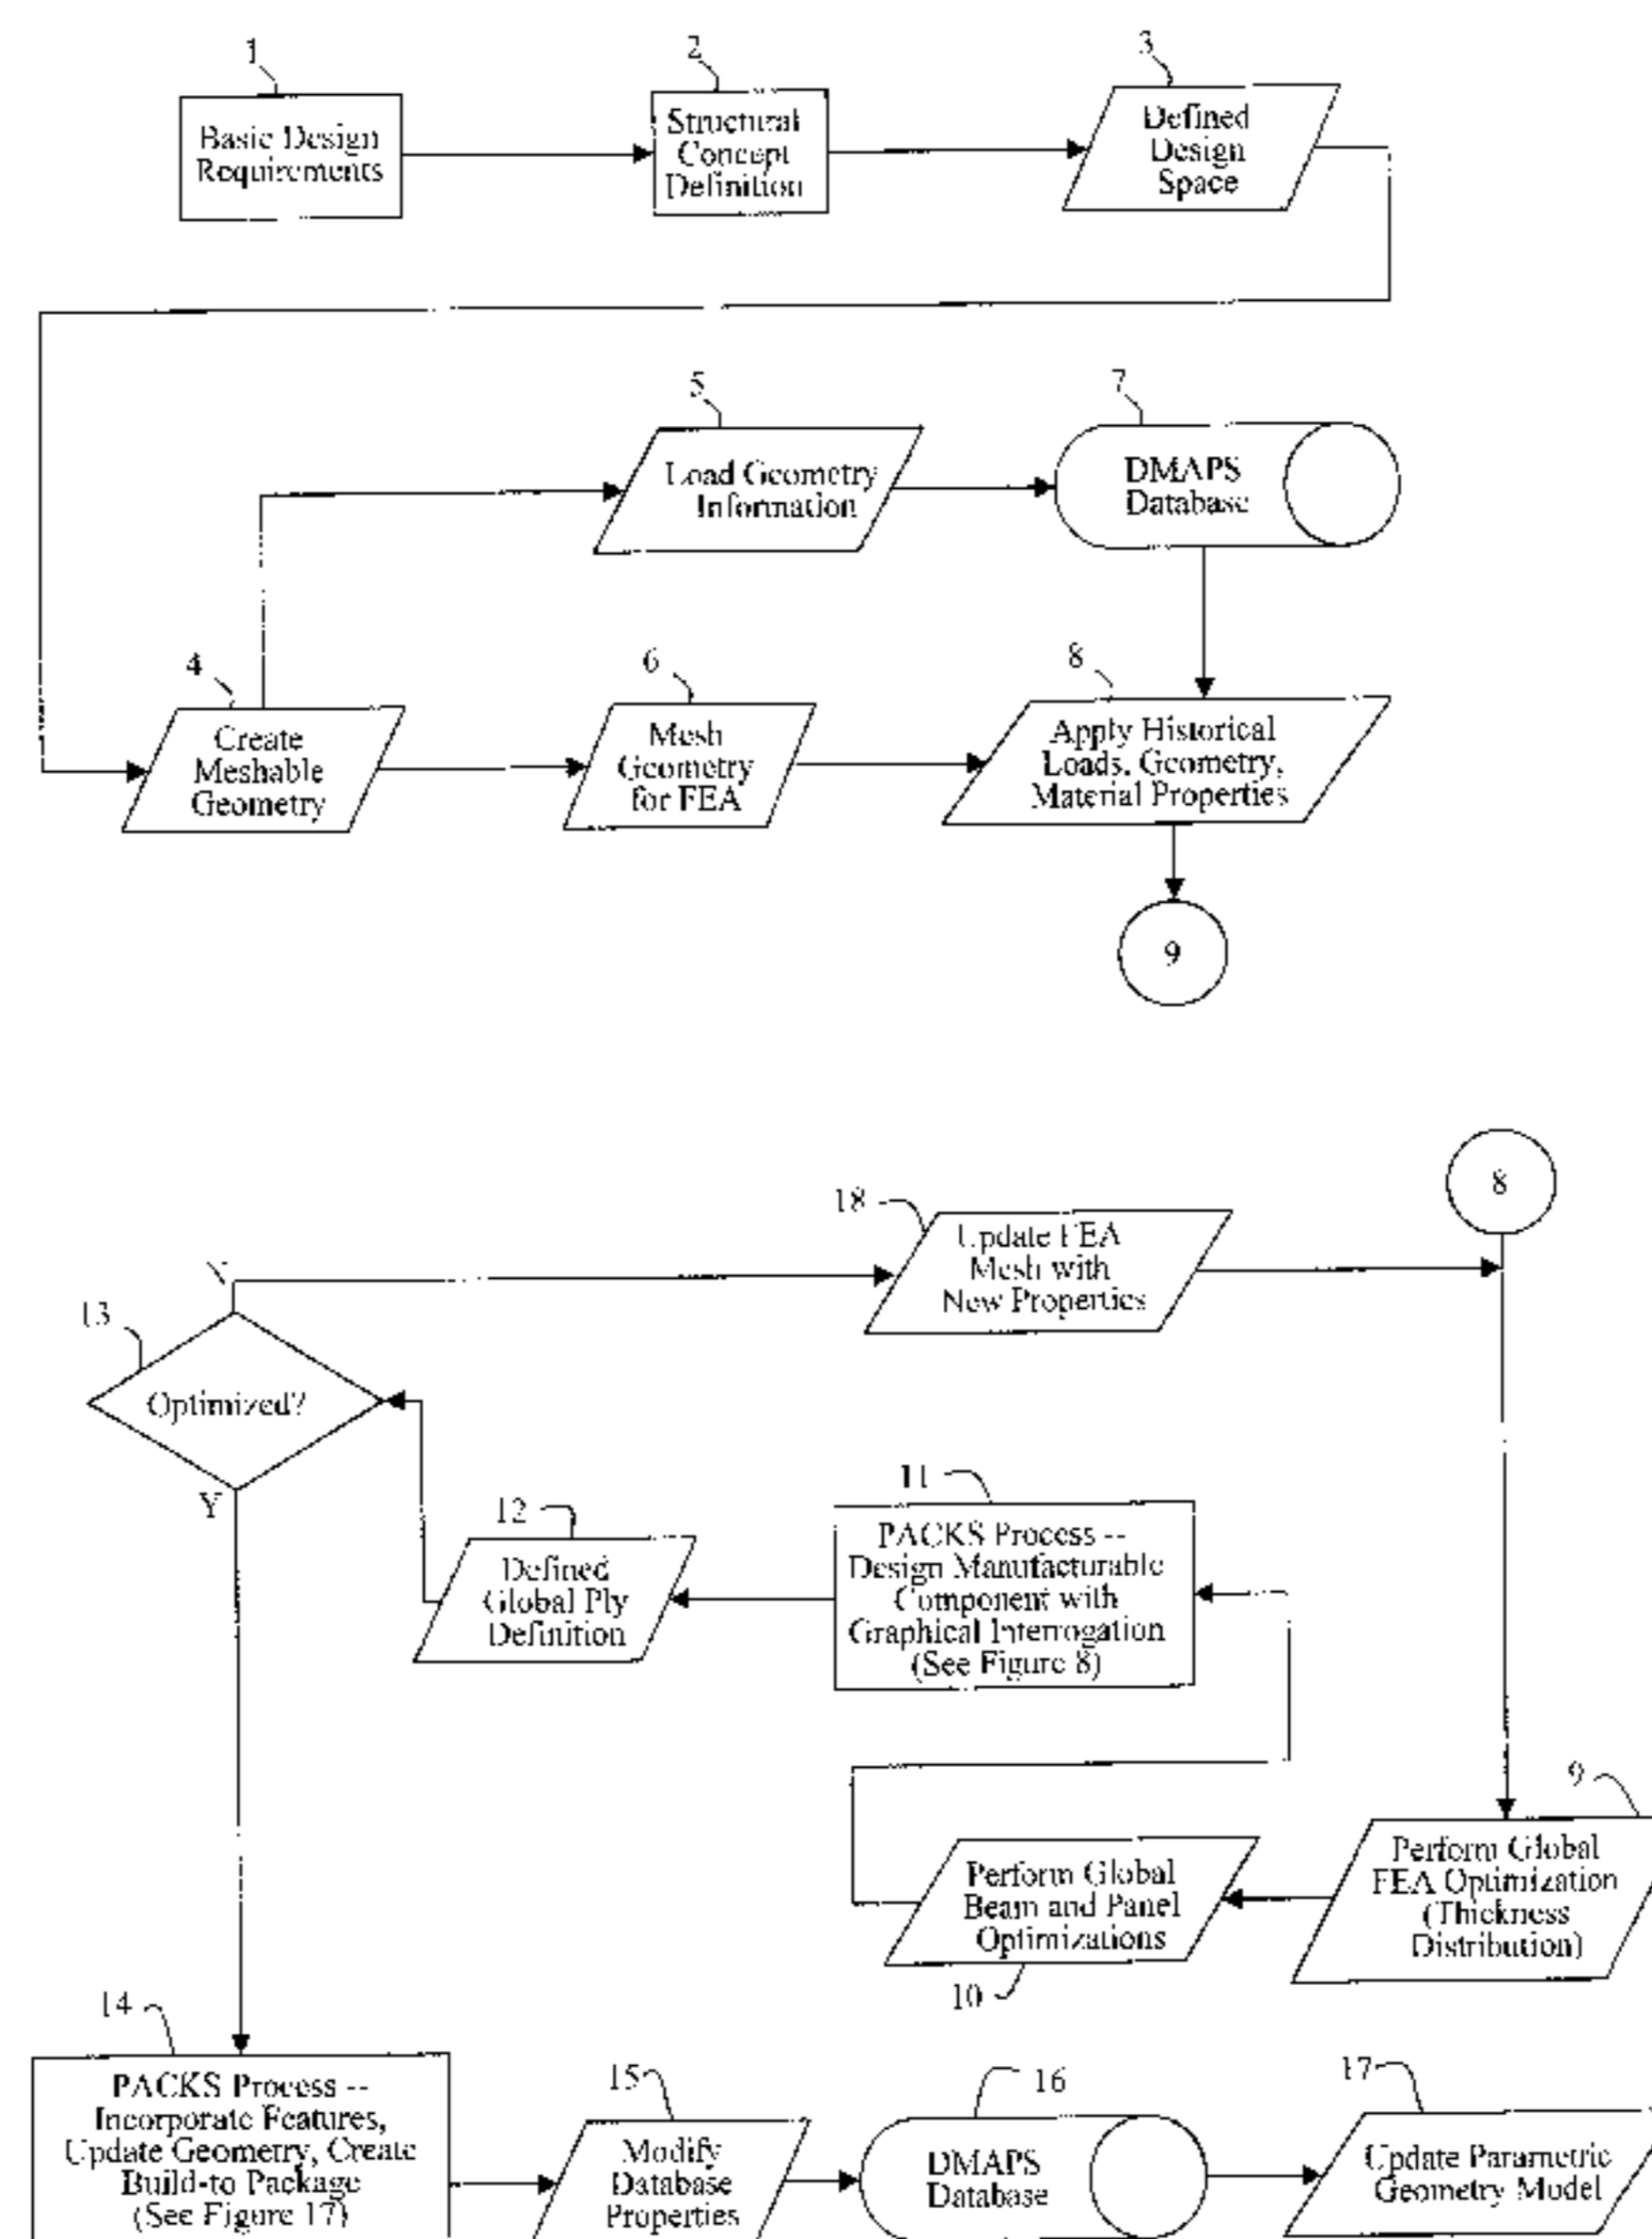 1
Basic Design
Requirements
2
Structural
Concept
Definition
3
Defined
Design
Space
5
Load Geometry
Information
7
DMAPS
Database
4
Create
Meshable
Geometry
6
Mesh
Geometry
for FEA
8
Apply Historical
Loads, Geometry,
Material Properties
9
8
18
Update FEA
Mesh with
New Properties
13
Optimized?
Y
12
Defined
Global Ply
Definition
11
PACKS Process --
Design Manufacturable
Component with
Graphical Interrogation
(See Figure 8)
9
Perform Global
FEA Optimization
(Thickness
Distribution)
Perform Global
Beam and Panel
Optimizations
10
14
PACKS Process --
Incorporate Features,
Update Geometry, Create
Build-to Package
(See Figure 17)
15
Modify
Database
Properties
16
DMAPS
Database
17
Update Parametric
Geometry Model